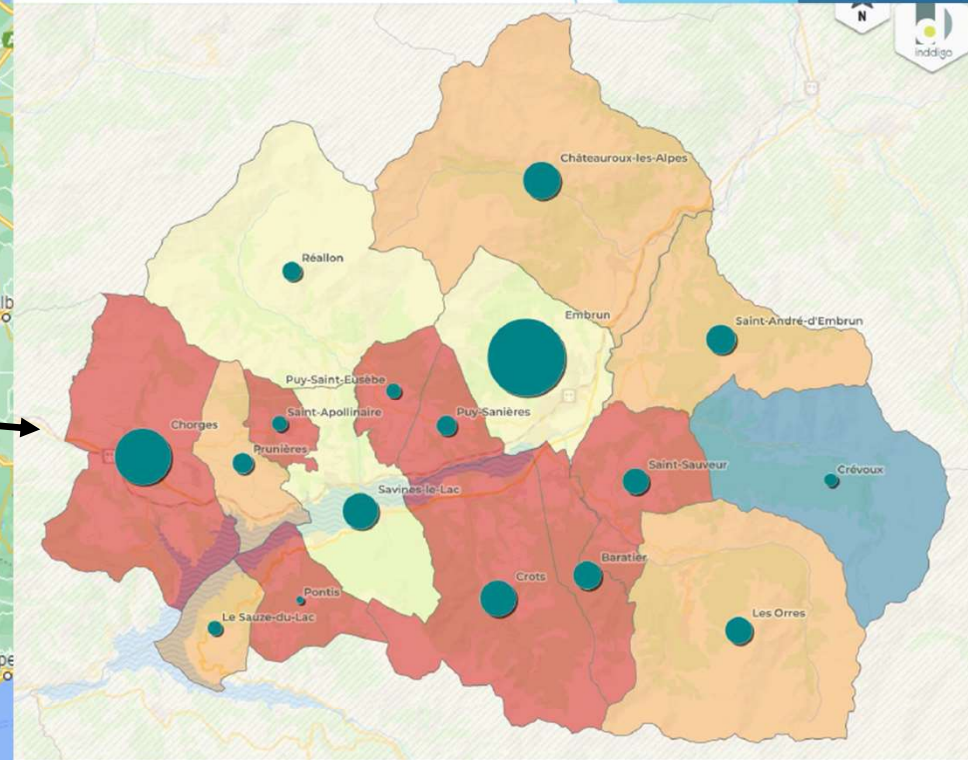 N
inddigo
Châteauroux-les-Alpes
Réallon
Embrun
Saint-André-d'Embrun
Puy-Saint-Eusèbe
Saint-Apollinaire
Puy-Sanières
Chorges
Prunières
Saint-Sauveur
Crévoux
Savines-le-Lac
Baratier
Crots
Pontis
Le Sauze-du-Lac
Les Orres